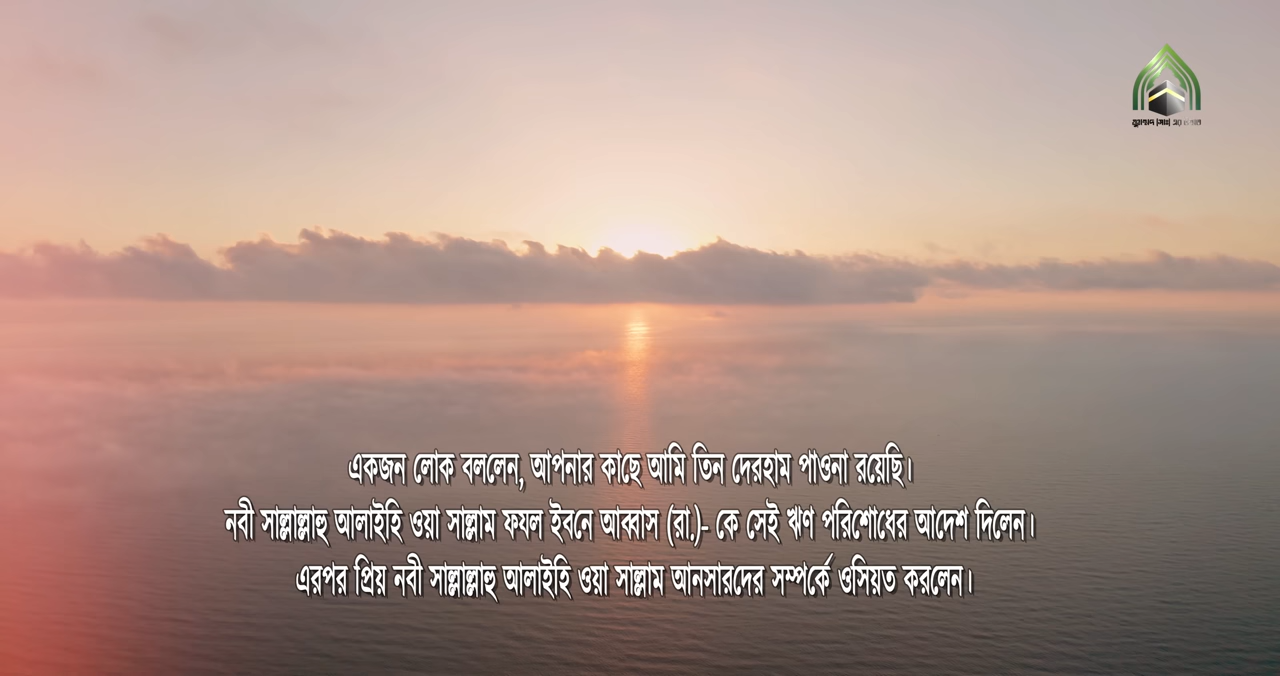 একজন লোক বললেন, আপনার কাছে আমি তিন দেরহাম পাওনা রয়েছি।
নবী সাল্লাল্লাহু আলাইহি ওয়া সাল্লাম ফযল ইবনে আব্বাস (রা.)- কে সেই ঋণ পরিশোধের আদেশ দিলেন।
এরপর প্রিয় নবী সাল্লাল্লাহু আলাইহি ওয়া সাল্লাম আনসারদের সম্পর্কে ওসিয়ত করলেন।